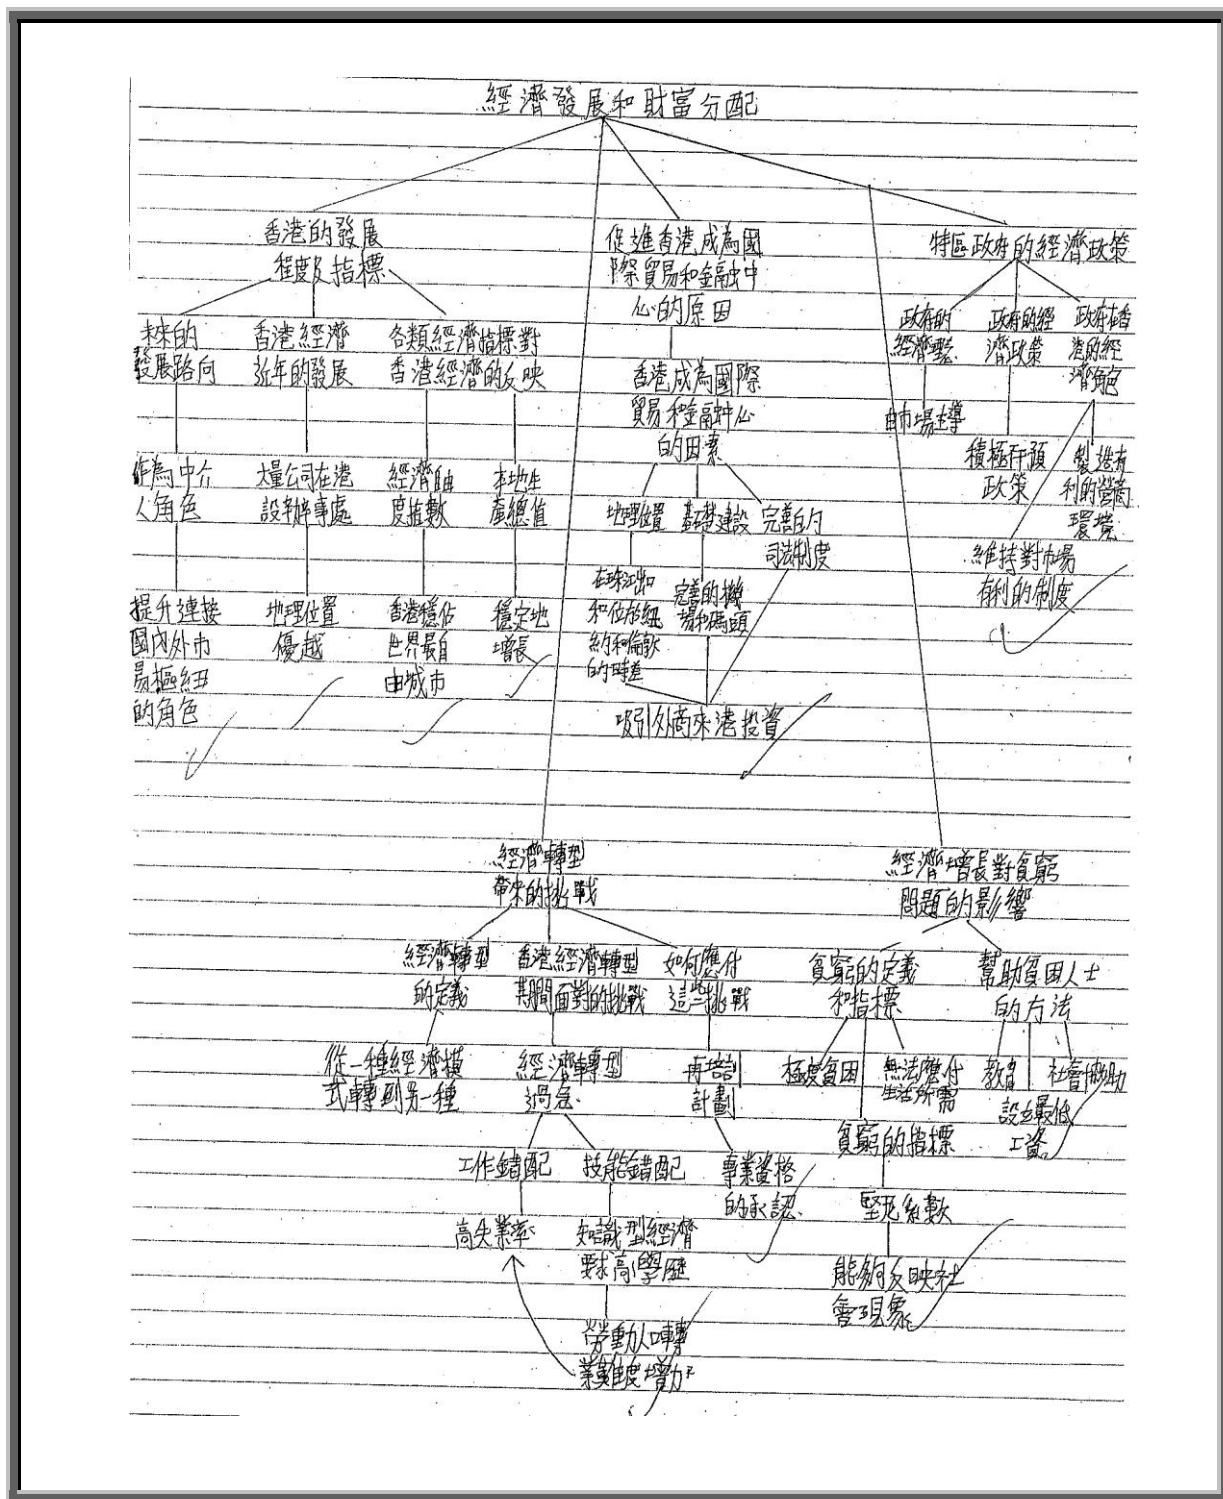 經濟發展和財富分配
香港的發展
程度及指標
未來的
發展路向
作為中介
人角色
提升連接
國內外市
易樞紐
的角色
香港經濟
近年的發展
大量公司在港
設辦事處
地理位置
優越
各類經濟指標對
香港經濟的反映
經濟自由
度指數
香港穩佔
世界最自
由城市
本地生
產總值
穩定地
增長
促進香港成為國
際貿易和金融中
心的原因
香港成為國際
貿易和金融中心
的因素
地理位置
基礎建設
完善的
司法制度
在珠江口
和位於紐
約和倫敦
的時差
完善的機
場和碼頭
吸引外商來港投資
特區政府的經濟政策
政府的
經濟理念
由市場主導
政府的經
濟政策
積極不干預
政策
政府在香
港的經
濟角色
製造有
利的營商
環境
維持對市場
有利的制度
經濟轉型
帶來的挑戰
經濟轉型
的定義
從一種經濟模
式轉到另一種
香港經濟轉型
期間面對的挑戰
經濟轉型
過急
工作錯配
高失業率
技能錯配
知識型經濟
要求高學歷
勞動人口轉
業難度增加
如何應付
這些挑戰
再培訓
計劃
專業資格
的承認
經濟增長對貧窮
問題的影響
貧窮的定義
和指標
極度貧困
無法應付
生活所需
貧窮的指標
堅尼系數
能夠反映社
會現象
幫助貧困人士
的方法
教育
社會協助
設立最低
工資